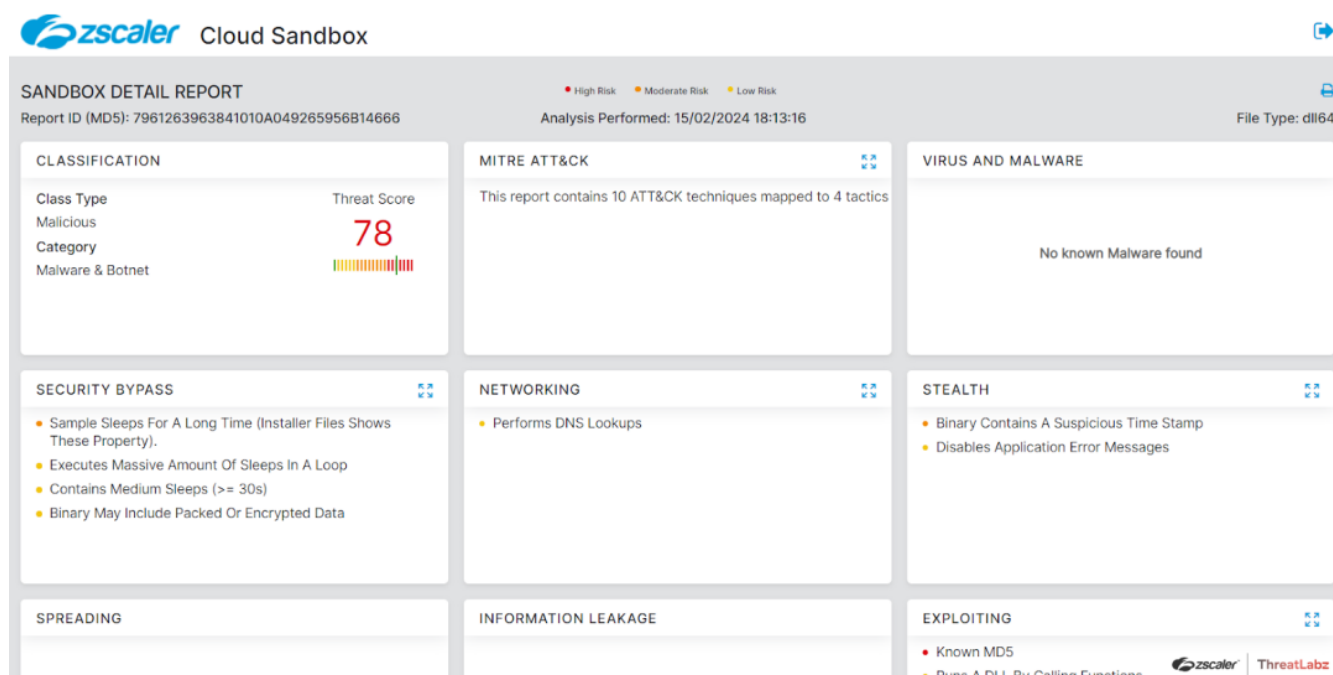 zscaler Cloud Sandbox
SANDBOX DETAIL REPORT
High Risk Moderate Risk Low Risk
Report ID (MD5): 7961263963841010A049265956B14666
Analysis Performed: 15/02/2024 18:13:16
File Type: dll64
CLASSIFICATION
Class Type
Malicious
Category
Malware & Botnet
Threat Score
78
MITRE ATT&CK
This report contains 10 ATT&CK techniques mapped to 4 tactics
VIRUS AND MALWARE
No known Malware found
SECURITY BYPASS
Sample Sleeps For A Long Time (Installer Files Shows
These Property).
Executes Massive Amount Of Sleeps In A Loop
Contains Medium Sleeps (>= 30s)
Binary May Include Packed Or Encrypted Data
NETWORKING
Performs DNS Lookups
STEALTH
Binary Contains A Suspicious Time Stamp
Disables Application Error Messages
SPREADING
INFORMATION LEAKAGE
EXPLOITING
Known MD5
Runs A DLL By Calling Functions
zscaler ThreatLabz